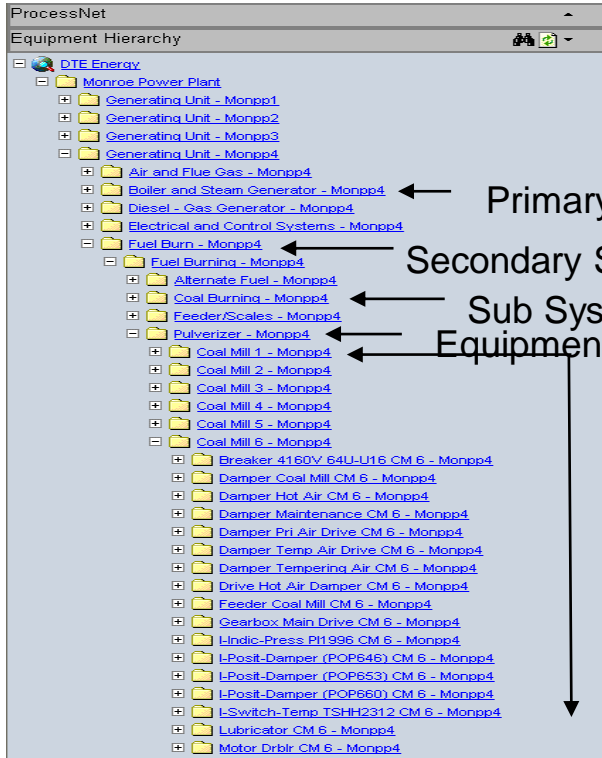 ProcessNet
Equipment Hierarchy
DTE Energy
Monroe Power Plant
Generating Unit - Monpp1
Generating Unit - Monpp2
Generating Unit - Monpp3
Generating Unit - Monpp4
Air and Flue Gas - Monpp4
Boiler and Steam Generator - Monpp4
Primary
Diesel - Gas Generator - Monpp4
Electrical and Control Systems - Monpp4
Fuel Burn - Monpp4
Secondary S
Fuel Burning - Monpp4
Alternate Fuel - Monpp4
Coal Burning - Monpp4
Sub Sys
Feeder/Scales - Monpp4
Pulverizer - Monpp4
Equipmen
Coal Mill 1 - Monpp4
Coal Mill 2 - Monpp4
Coal Mill 3 - Monpp4
Coal Mill 4 - Monpp4
Coal Mill 5 - Monpp4
Coal Mill 6 - Monpp4
Breaker 4160V 64U-U16 CM 6 - Monpp4
Damper Coal Mill CM 6 - Monpp4
Damper Hot Air CM 6 - Monpp4
Damper Maintenance CM 6 - Monpp4
Damper Pri Air Drive CM 6 - Monpp4
Damper Temp Air Drive CM 6 - Monpp4
Damper Tempering Air CM 6 - Monpp4
Drive Hot Air Damper CM 6 - Monpp4
Feeder Coal Mill CM 6 - Monpp4
Gearbox Main Drive CM 6 - Monpp4
I-Indic-Press PI1996 CM 6 - Monpp4
I-Posit-Damper (POP646) CM 6 - Monpp4
I-Posit-Damper (POP653) CM 6 - Monpp4
I-Posit-Damper (POP660) CM 6 - Monpp4
I-Switch-Temp TSHH2312 CM 6 - Monpp4
Lubricator CM 6 - Monpp4
Motor Drblr CM 6 - Monpp4